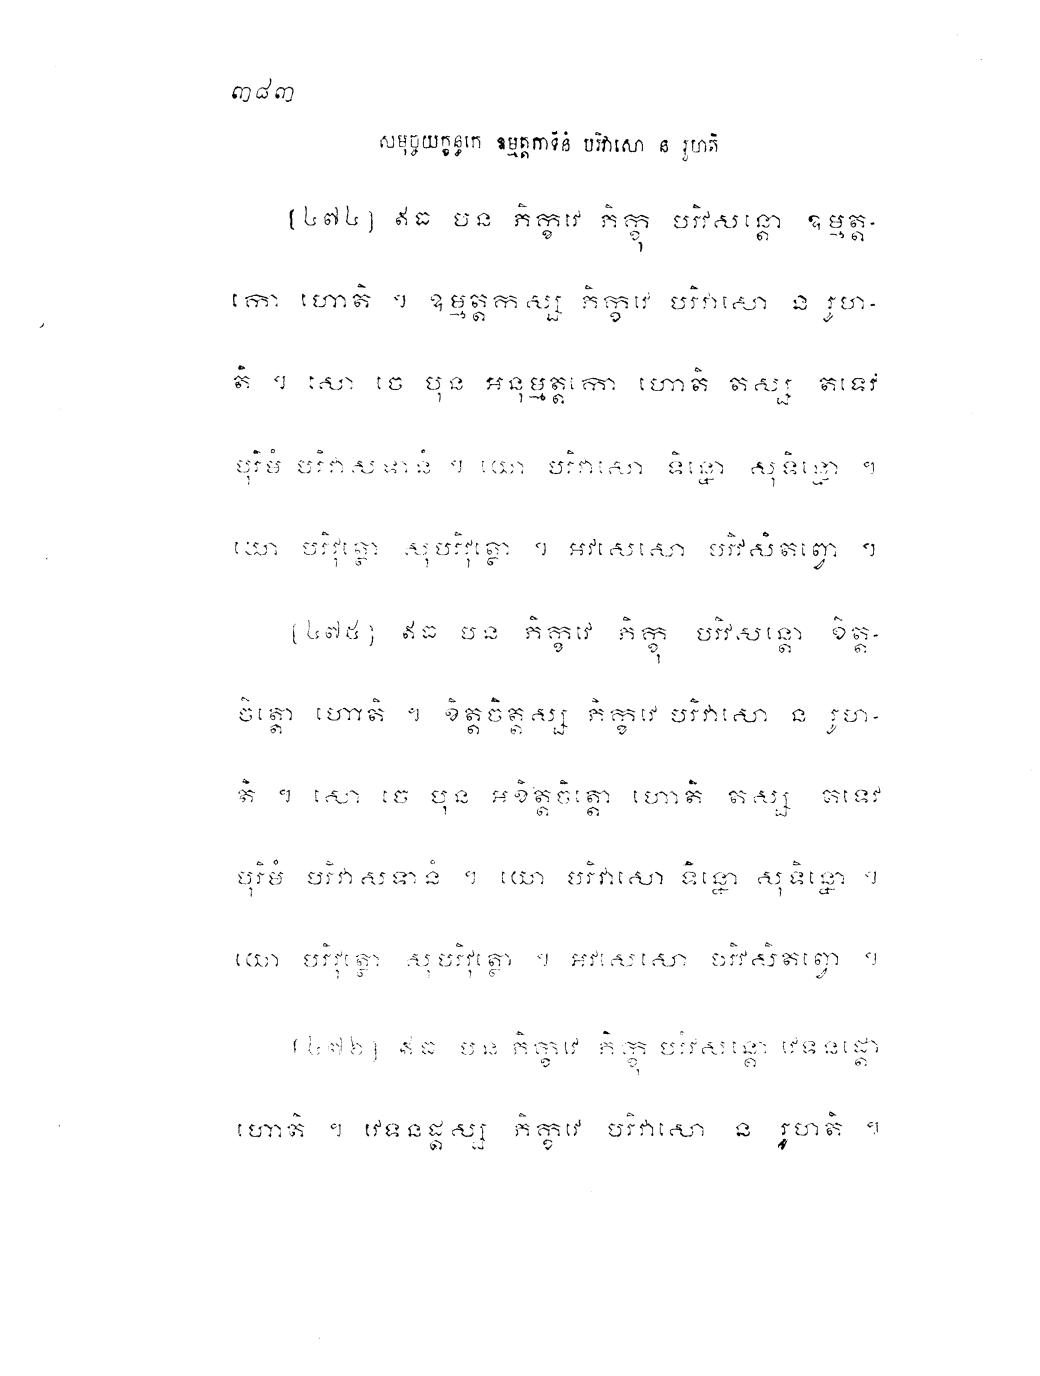 ៣៨៣
សមុច្ចយក្ខន្ធកេ ឧម្មត្តកាទីនំ បរិវាសោ ន រូហតិ
(៤៧៤) ឥធ បន ភិក្ខវេ ភិក្ខុ បរិវសន្តោ ឧម្មត្ត-
កោ ហោតិ ។ ឧម្មត្តកស្ស ភិក្ខវេ បរិវាសោ ន រូហ-
តិ ។ សោ ចេ បុន អនុម្មត្តកោ ហោតិ តស្ស តទេវ
បុរិមំ បរិវាសទានំ ។ យោ បរិវាសោ ទិន្នោ សុទិន្នោ ។
យោ បរិវុត្ថោ សុបរិវុត្ថោ ។ អវសេសោ បរិវសិតព្វោ ។
(៤៧៥) ឥធ បន ភិក្ខវេ ភិក្ខុ បរិវសន្តោ ខិត្ត-
ចិត្តោ ហោតិ ។ ខិត្តចិត្តស្ស ភិក្ខវេ បរិវាសោ ន រូហ-
តិ ។ សោ ចេ បុន អខិត្តចិត្តោ ហោតិ តស្ស តទេវ
បុរិមំ បរិវាសទានំ ។ យោ បរិវាសោ ទិន្នោ សុទិន្នោ ។
យោ បរិវុត្ថោ សុបរិវុត្ថោ ។ អវសេសោ បរិវសិតព្វោ ។
(៤៧៦) ឥធ បន ភិក្ខវេ ភិក្ខុ បរិវសន្តោ វេទនដ្តោ
ហោតិ ។ វេទនដ្តស្ស ភិក្ខវេ បរិវាសោ ន រូហតិ ។